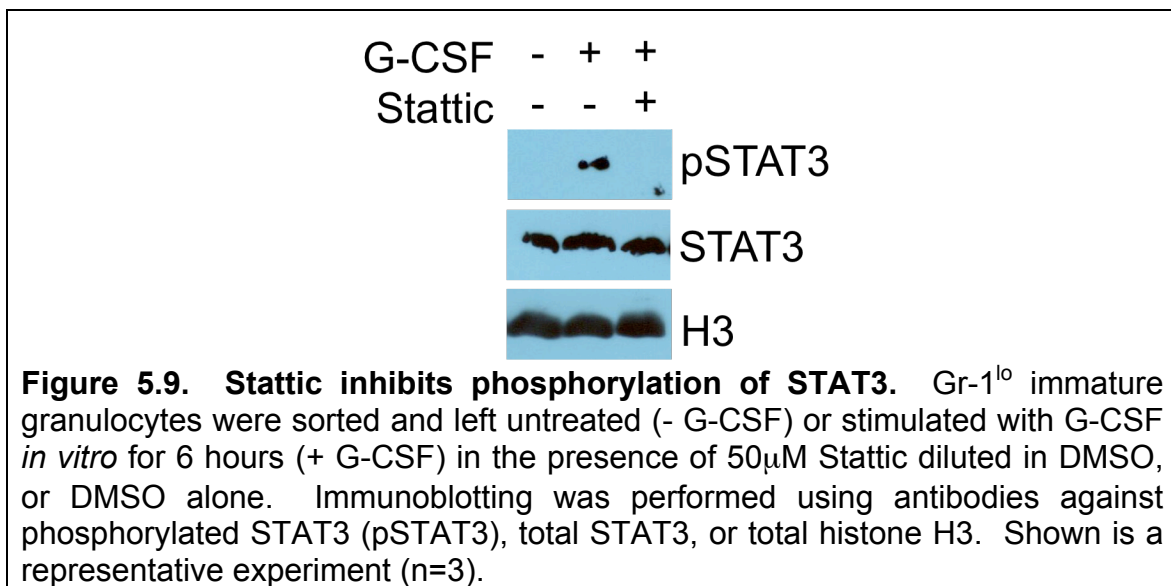 G-CSF - + +
Stattic - - +
pSTAT3
STAT3
H3
Figure 5.9. Stattic inhibits phosphorylation of STAT3. Gr-1lo immature
granulocytes were sorted and left untreated (- G-CSF) or stimulated with G-CSF
in vitro for 6 hours (+ G-CSF) in the presence of 50μM Stattic diluted in DMSO,
or DMSO alone. Immunoblotting was performed using antibodies against
phosphorylated STAT3 (pSTAT3), total STAT3, or total histone H3. Shown is a
representative experiment (n=3).